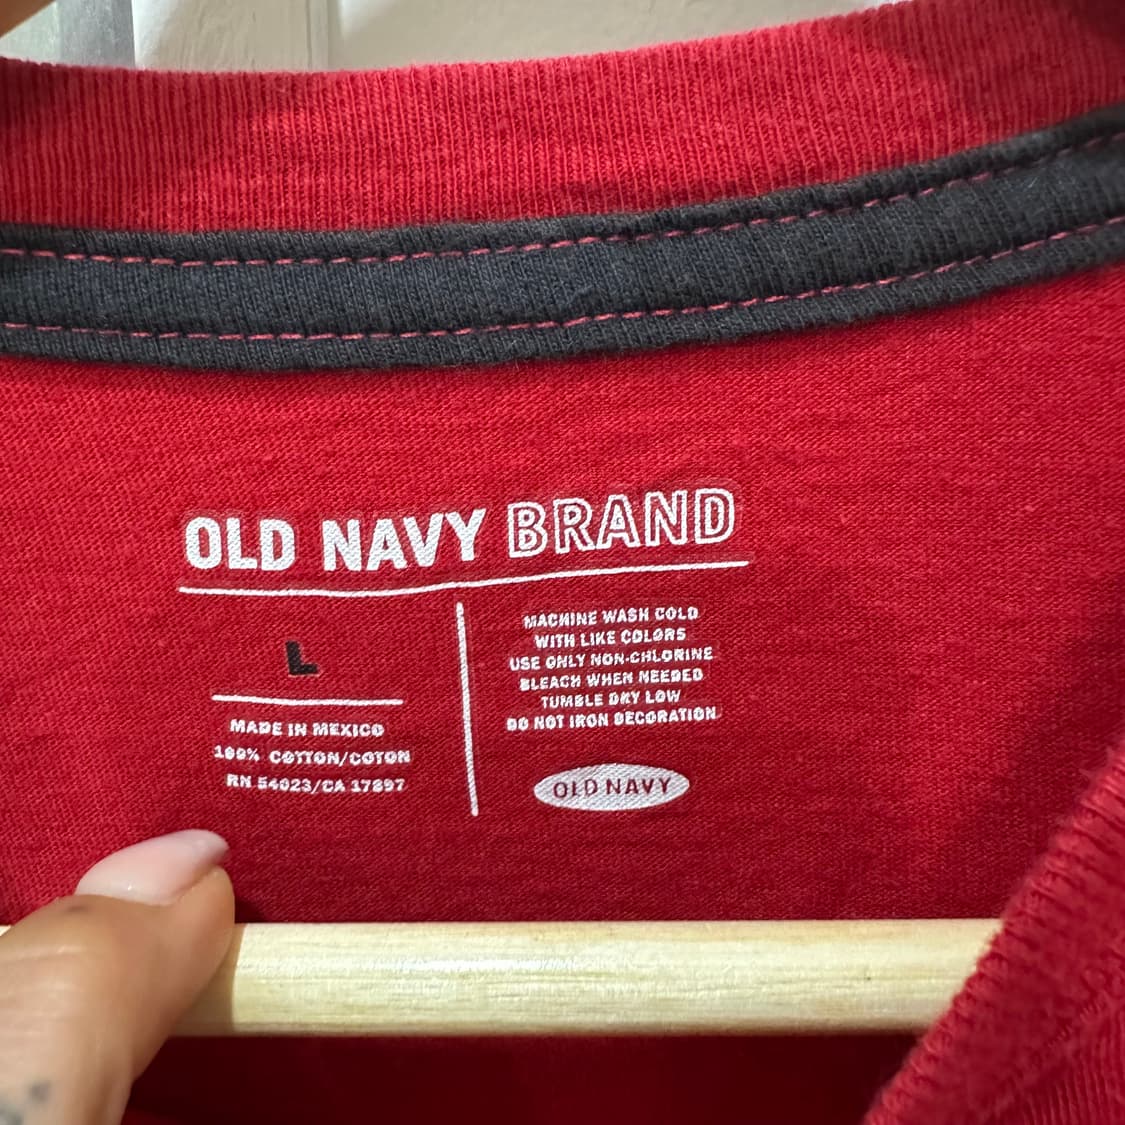 OLD NAVY BRAND
L
MADE IN MEXICO
100% COTTON/COTON
RN 54023/CA 17897
MACHINE WASH COLD
WITH LIKE COLORS
USE ONLY NON-CHLORINE
BLEACH WHEN NEEDED
TUMBLE DRY LOW
DO NOT IRON DECORATION
OLD NAVY